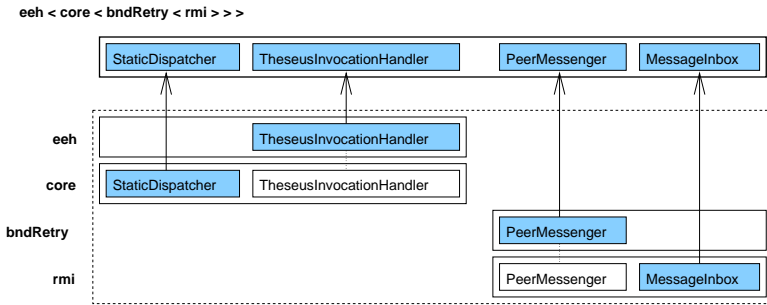 eeh < core < bndRetry < rmi > > >
StaticDispatcher TheseusInvocationHandler PeerMessenger MessageInbox
eeh TheseusInvocationHandler
core StaticDispatcher TheseusInvocationHandler
bndRetry PeerMessenger
rmi PeerMessenger MessageInbox